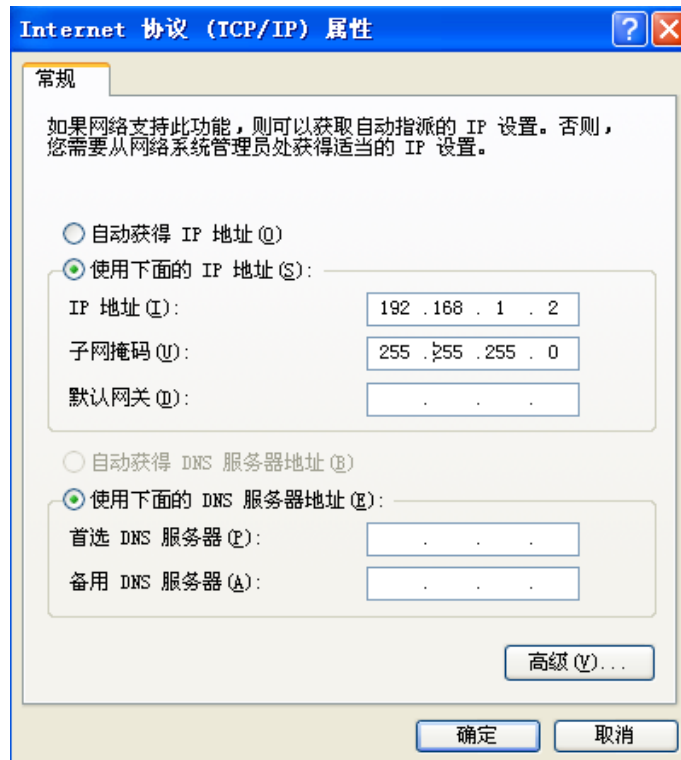 Internet 协议 (TCP/IP) 属性
常规
如果网络支持此功能,则可以获取自动指派的 IP 设置。否则,
您需要从网络系统管理员处获得适当的 IP 设置。
自动获得 IP 地址(O)
使用下面的 IP 地址(S):
IP 地址(I): 192 .168 . 1 . 2
子网掩码(U): 255 .255 .255 . 0
默认网关(D): . . .
自动获得 DNS 服务器地址(B)
使用下面的 DNS 服务器地址(E):
首选 DNS 服务器(P): . . .
备用 DNS 服务器(A): . . .
高级(V)...
确定 取消